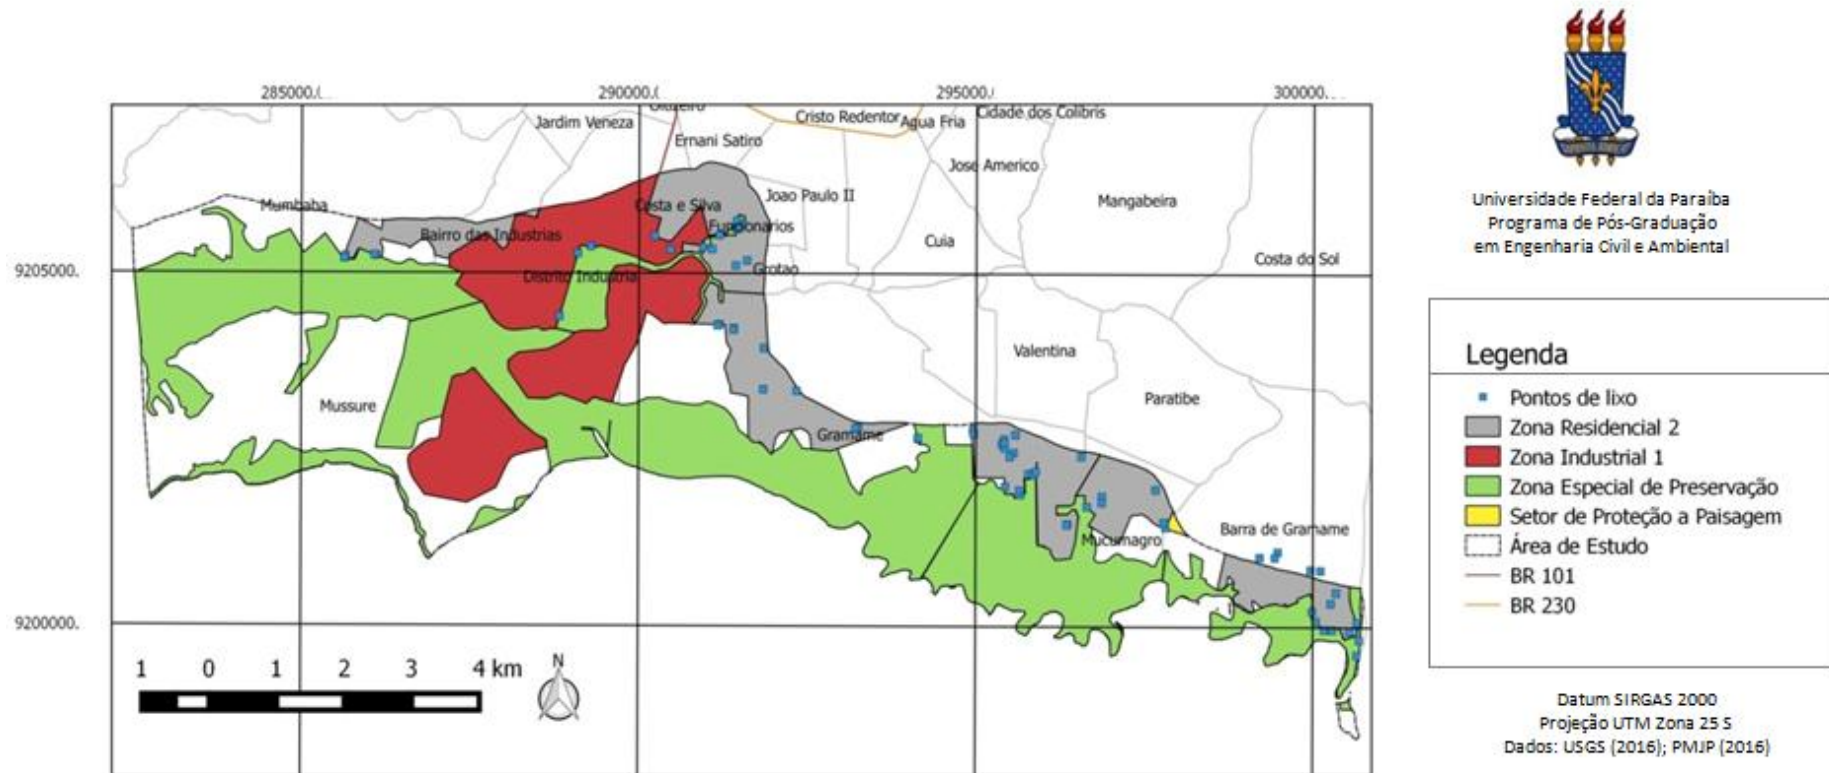 285000.
290000.
295000.
300000.
Cristo Redentor
Agua Fria
Cidade dos Colibris
Jardim Veneza
Ernani Satiro
Jose Americo
Joao Paulo II
Mangabeira
Mumbaba
Costa e Silva
Funcionarios
Bairro das Industrias
Cuia
Costa do Sol
9205000.
Distrito Industria
Grotao
Valentina
Paratibe
Mussure
Gramame
Barra de Gramame
Mucumagro
9200000.
1 0 1 2 3 4 km
N
Universidade Federal da Paraíba
Programa de Pós-Graduação
em Engenharia Civil e Ambiental
Legenda
Pontos de lixo
Zona Residencial 2
Zona Industrial 1
Zona Especial de Preservação
Setor de Proteção a Paisagem
Área de Estudo
BR 101
BR 230
Datum SIRGAS 2000
Projeção UTM Zona 25 S
Dados: USGS (2016); PMJP (2016)